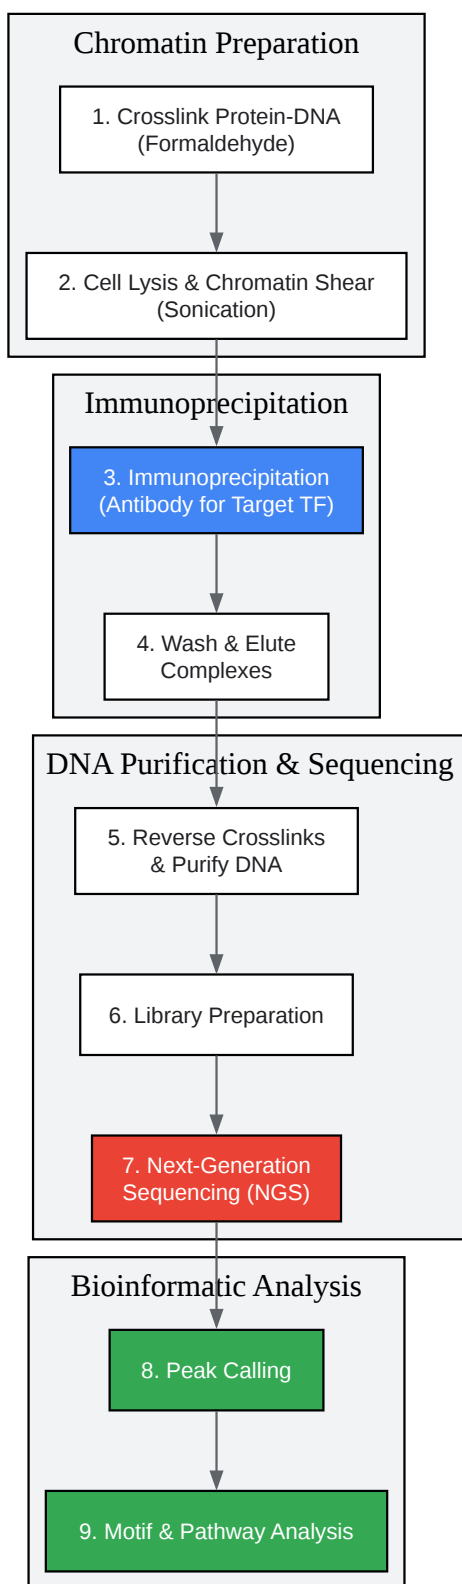 Chromatin Preparation
1. Crosslink Protein-DNA
(Formaldehyde)
2. Cell Lysis & Chromatin Shear
(Sonication)
Immunoprecipitation
3. Immunoprecipitation
(Antibody for Target TF)
4. Wash & Elute
Complexes
DNA Purification & Sequencing
5. Reverse Crosslinks
& Purify DNA
6. Library Preparation
7. Next-Generation
Sequencing (NGS)
Bioinformatic Analysis
8. Peak Calling
9. Motif & Pathway Analysis